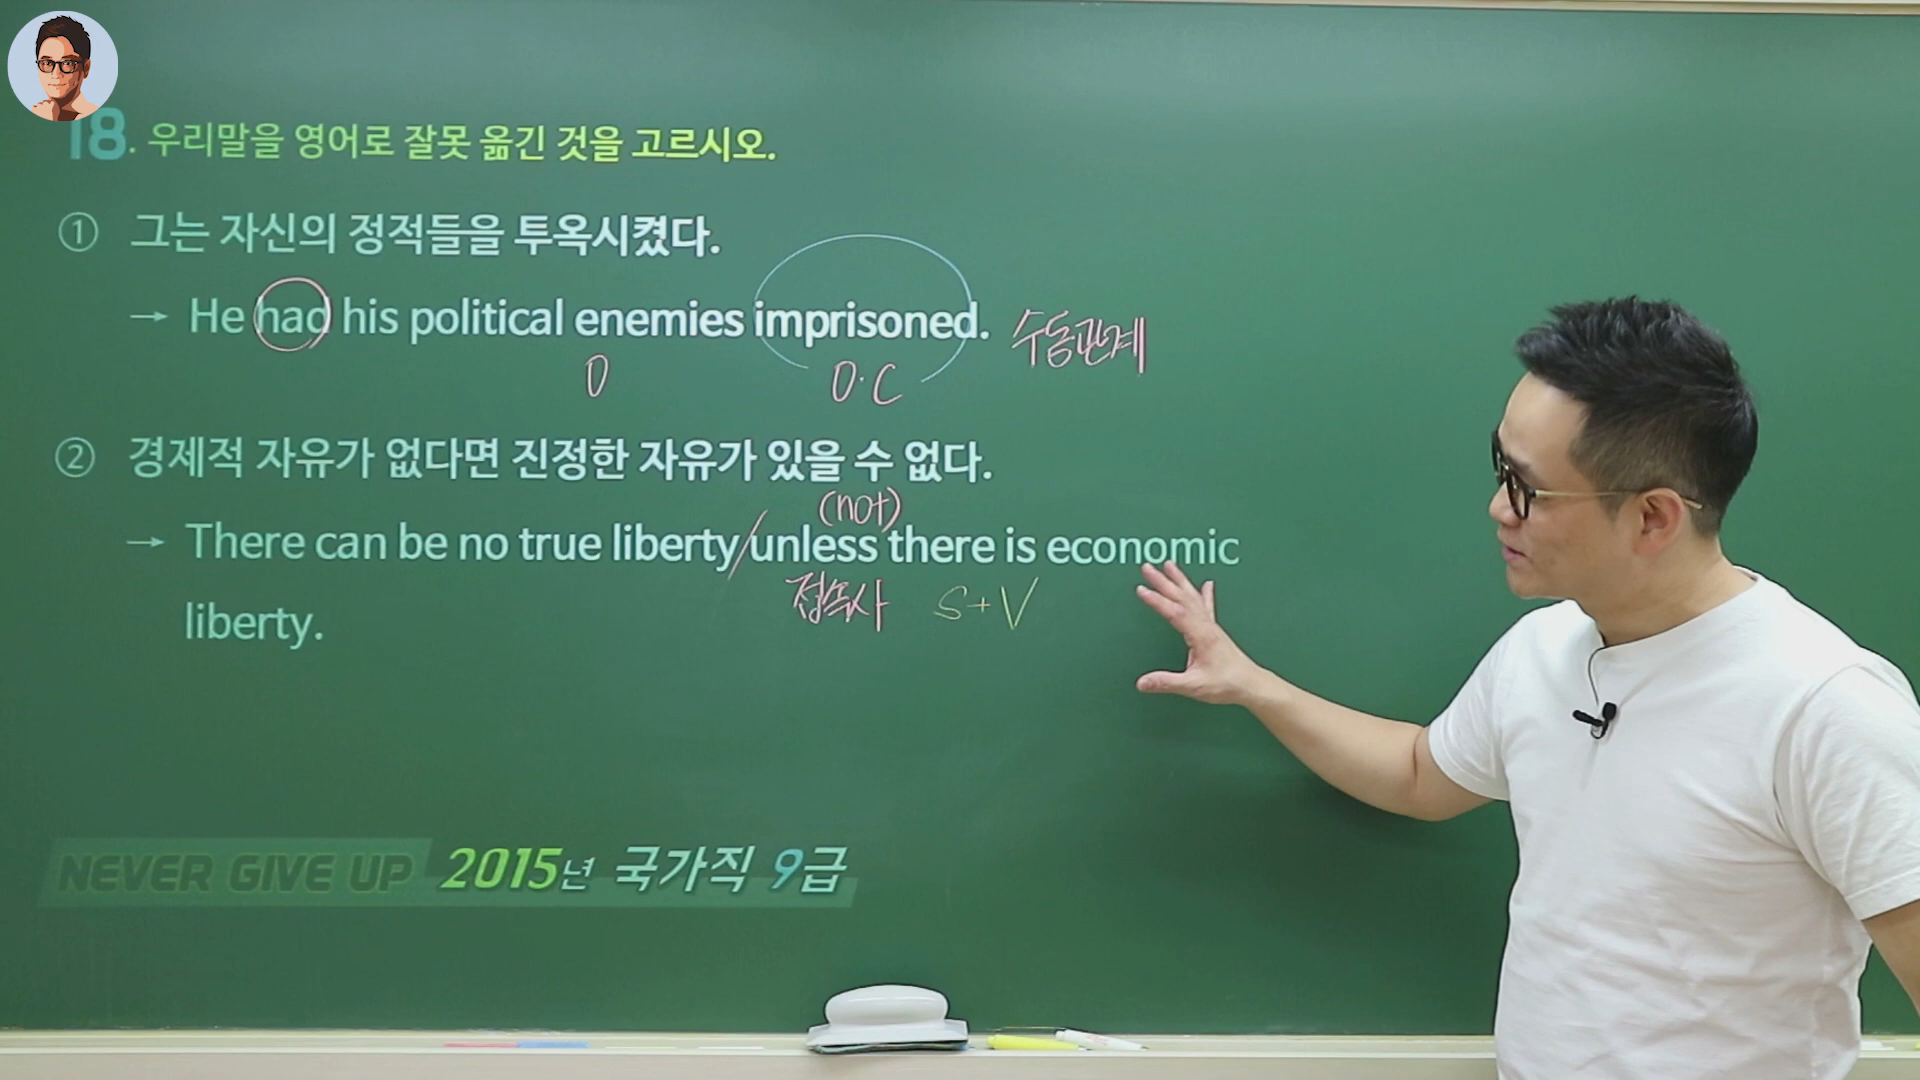 18. 우리말을 영어로 잘못 옮긴 것을 고르시오.
① 그는 자신의 정적들을 투옥시켰다.
→ He had his political enemies imprisoned. 수동관계
O O·C
② 경제적 자유가 없다면 진정한 자유가 있을 수 없다.
(not)
→ There can be no true liberty/unless there is economic
접속사 S+V
liberty.
NEVER GIVE UP 2015년 국가직 9급